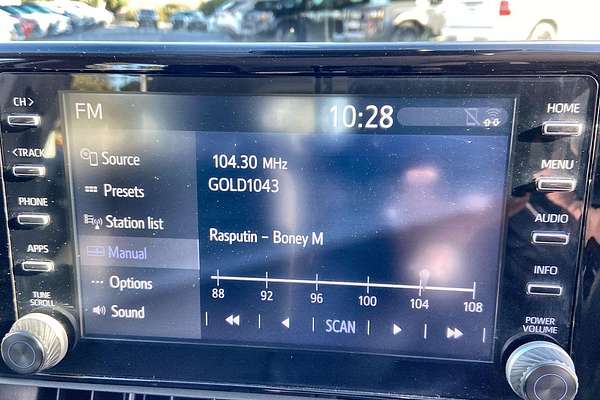 CH>
<TRACK
PHONE
APPS
TUNE
SCROLL
FM
10:28
Source
Presets
Station list
Manual
Options
Sound
104.30 MHz
GOLD1043
Rasputin – Boney M
88 92 96 100 104 108
SCAN
HOME
MENU
AUDIO
INFO
POWER
VOLUME